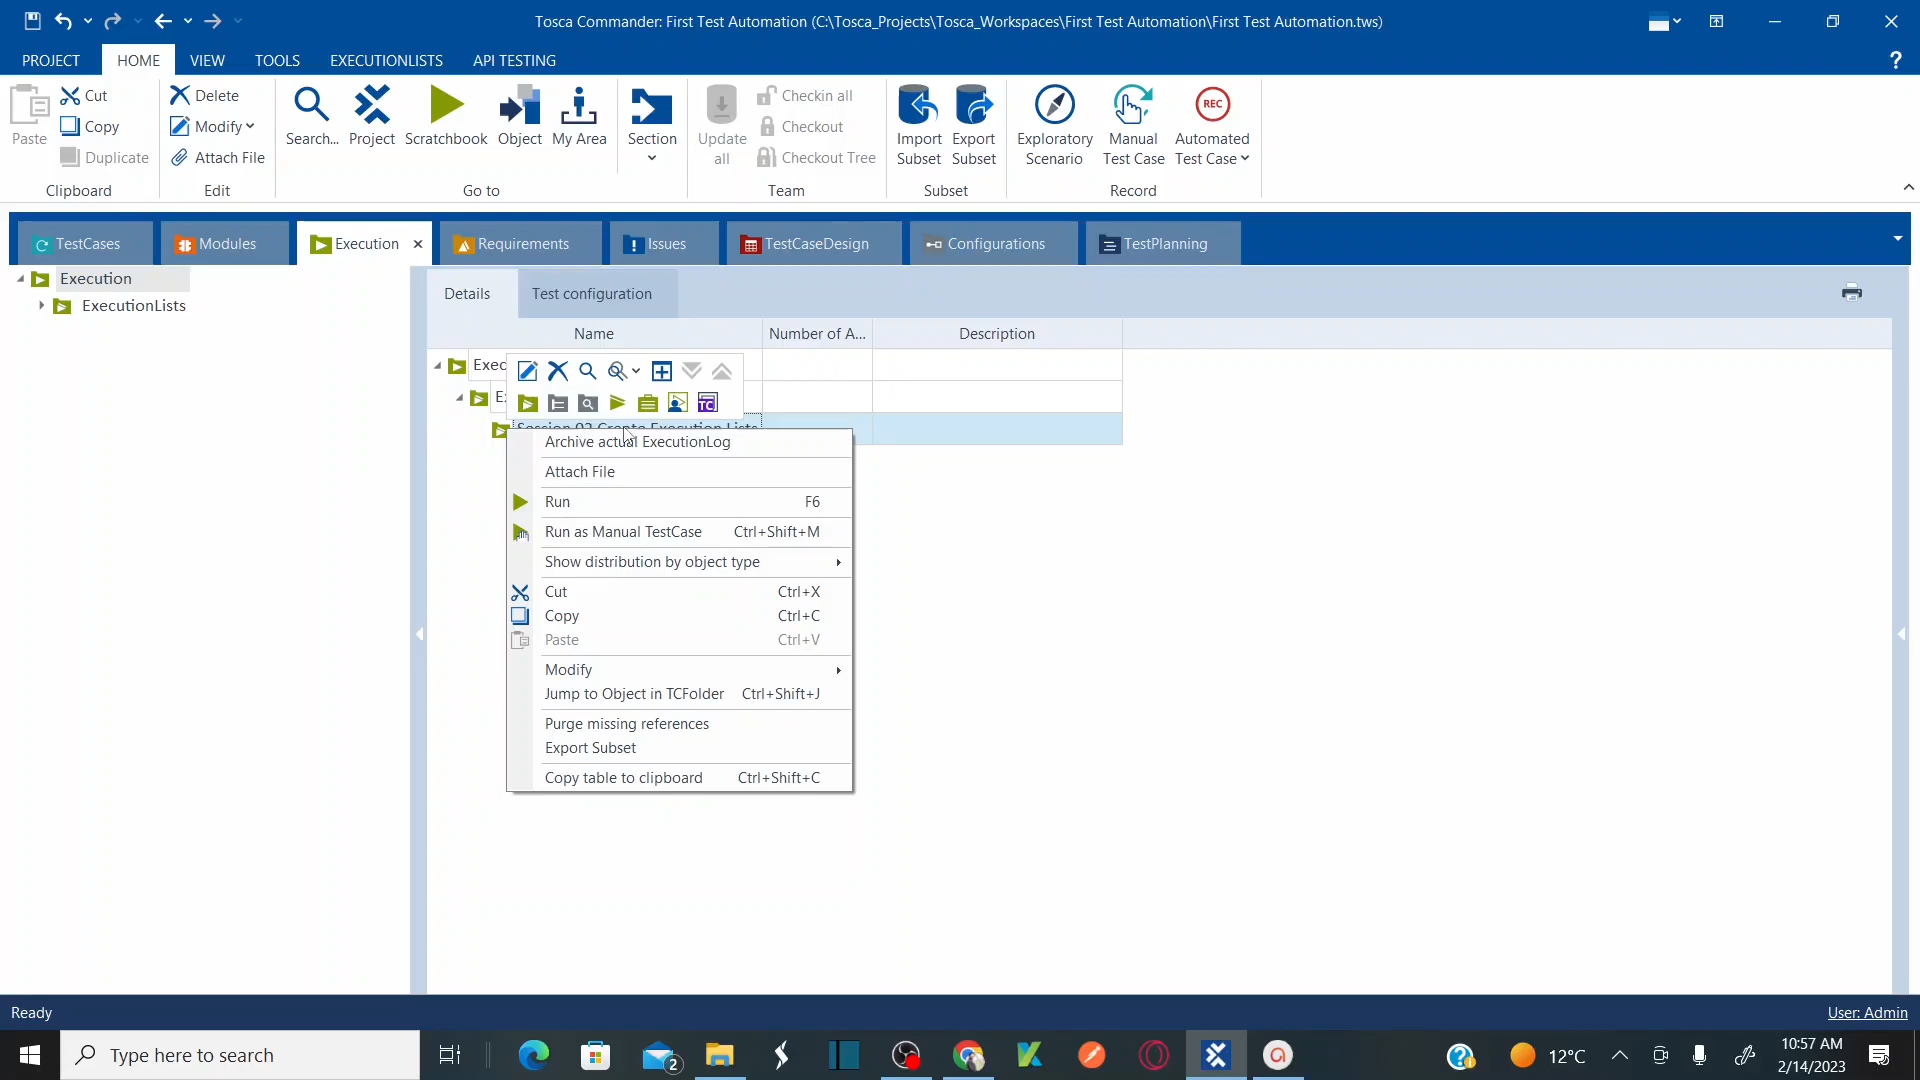 Tosca Commander: First Test Automation (C:\Tosca_Projects\Tosca_Workspaces\First Test Automation\First Test Automation.tws)
PROJECT HOME VIEW TOOLS EXECUTIONLISTS API TESTING ?
Paste
Cut
Copy
Duplicate
Clipboard
Delete
Modify
Attach File
Edit
Search... Project Scratchbook Object My Area
Go to
Section
Update all
Checkin all
Checkout
Checkout Tree
Team
Import Subset
Export Subset
Subset
Exploratory Scenario
Manual Test Case
REC
Automated Test Case
Record
TestCases Modules Execution Requirements Issues TestCaseDesign Configurations TestPlanning
Execution
ExecutionLists
Details Test configuration
Name Number of A... Description
Exec
E
TC
Session 02 Create Execution Lists
Archive actual ExecutionLog
Attach File
Run F6
Run as Manual TestCase Ctrl+Shift+M
Show distribution by object type
Cut Ctrl+X
Copy Ctrl+C
Paste Ctrl+V
Modify
Jump to Object in TCFolder Ctrl+Shift+J
Purge missing references
Export Subset
Copy table to clipboard Ctrl+Shift+C
Ready User: Admin
Type here to search
2
12°C
10:57 AM
2/14/2023